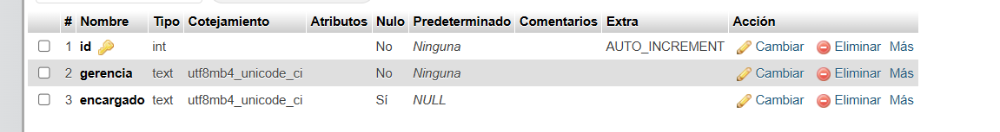 # Nombre Tipo Cotejamiento Atributos Nulo Predeterminado Comentarios Extra Acción
1 id int No Ninguna AUTO_INCREMENT Cambiar Eliminar Más
2 gerencia text utf8mb4_unicode_ci No Ninguna Cambiar Eliminar Más
3 encargado text utf8mb4_unicode_ci Sí NULL Cambiar Eliminar Más